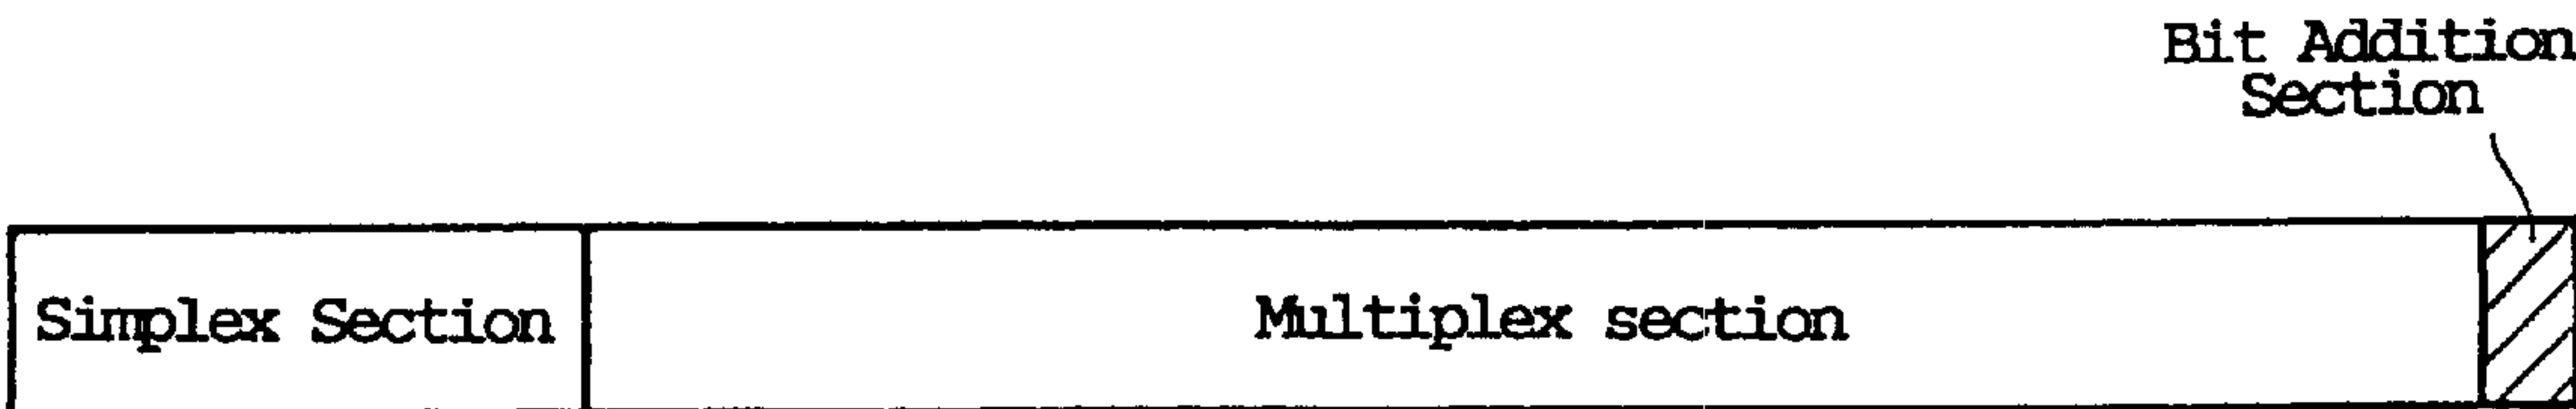 Bit Addition
Section
Simplex Section
Multiplex section